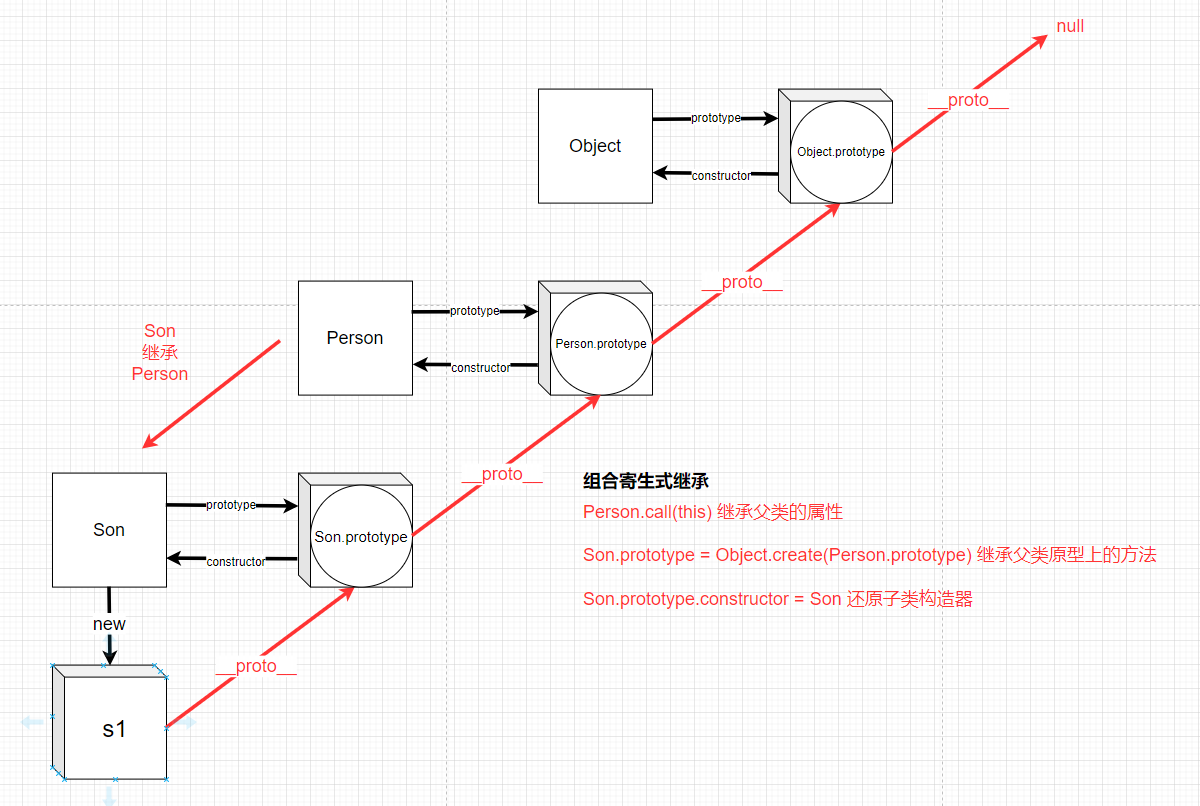 null
__proto__
prototype
Object
Object.prototype
constructor
__proto__
prototype
Person
Person.prototype
constructor
Son
继承
Person
__proto__
组合寄生式继承
Person.call(this) 继承父类的属性
prototype
Son
Son.prototype
constructor
Son.prototype = Object.create(Person.prototype) 继承父类原型上的方法
Son.prototype.constructor = Son 还原子类构造器
new
__proto__
s1